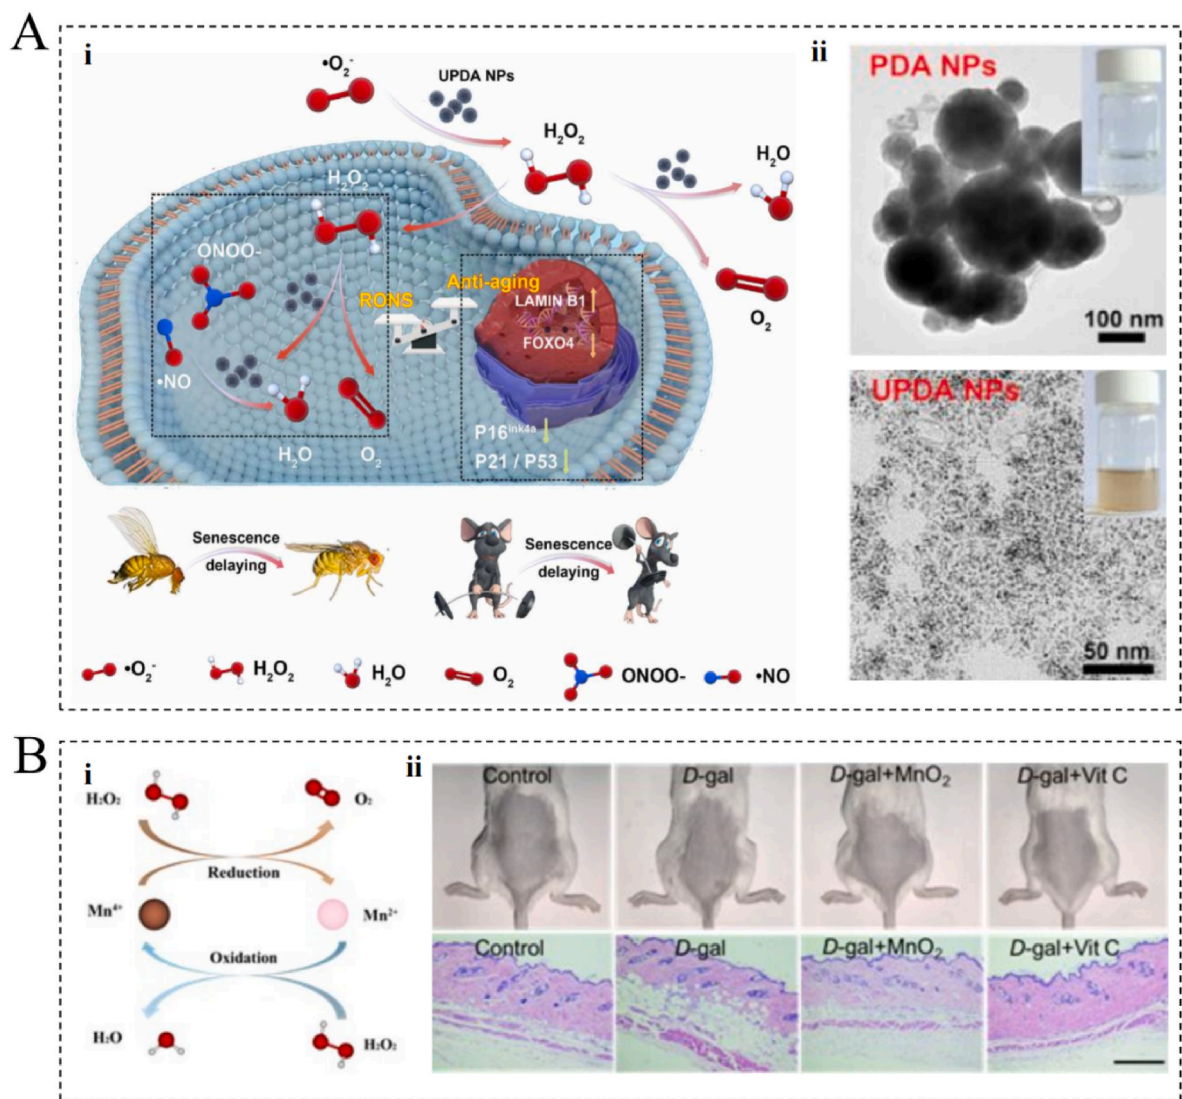 A
i
•O₂⁻
UPDA NPs
H₂O₂
H₂O
H₂O₂
ONOO-
RONS
Anti-aging
LAMIN B1
FOXO4
O₂
•NO
H₂O
O₂
P16ink4a
P21 / P53
Senescence
delaying
Senescence
delaying
•O₂⁻
H₂O₂
H₂O
O₂
ONOO-
•NO
ii
PDA NPs
100 nm
UPDA NPs
50 nm
B
i
H₂O₂
O₂
Reduction
Mn⁴⁺
Mn²⁺
Oxidation
H₂O
H₂O₂
ii
Control
D-gal
D-gal+MnO₂
D-gal+Vit C
Control
D-gal
D-gal+MnO₂
D-gal+Vit C